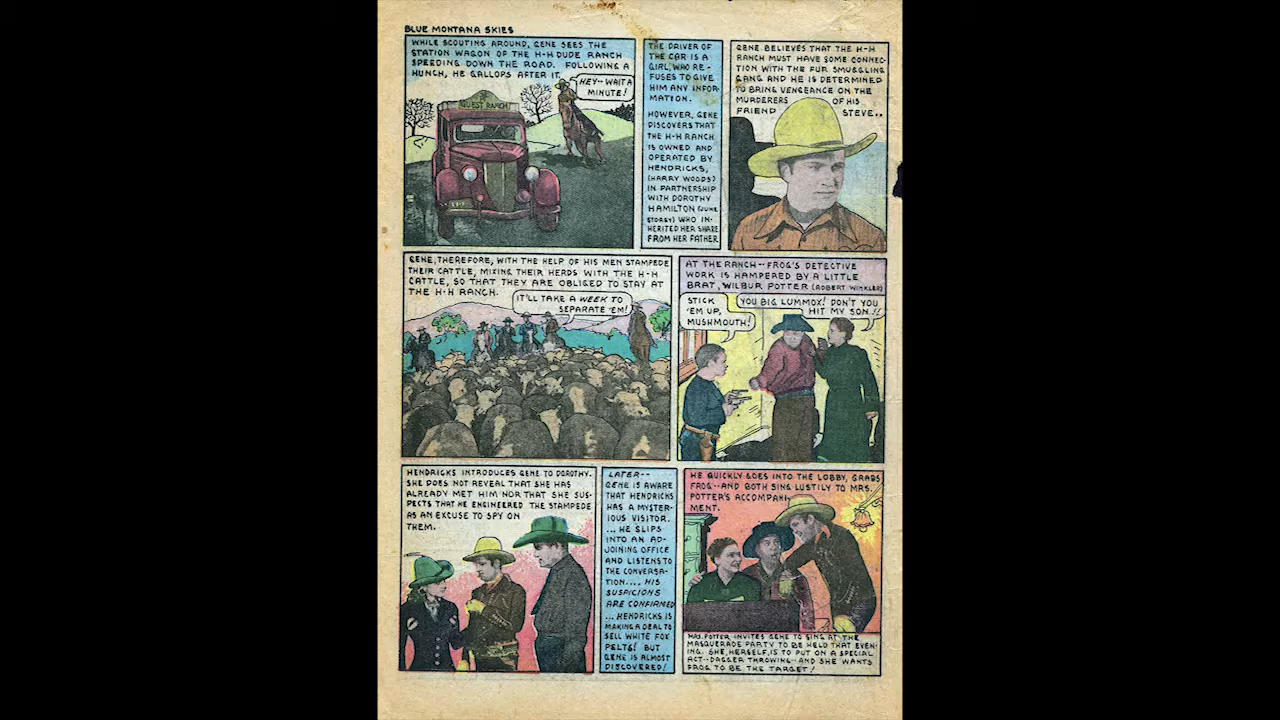 BLUE MONTANA SKIES
WHILE SCOUTING AROUND, GENE SEES THE
STATION WAGON OF THE H-H DUDE RANCH
SPEEDING DOWN THE ROAD. FOLLOWING A
HUNCH, HE GALLOPS AFTER IT.
HEY--WAIT A
MINUTE!
GUEST RANCH
THE DRIVER OF
THE CAR IS A
GIRL, WHO RE-
FUSES TO GIVE
HIM ANY INFOR-
MATION.
HOWEVER, GENE
DISCOVERS THAT
THE H-H RANCH
IS OWNED AND
OPERATED BY
HENDRICKS,
(HARRY WOODS)
IN PARTNERSHIP
WITH DOROTHY
HAMILTON (JUNE
STOREY) WHO IN-
HERITED HER SHARE
FROM HER FATHER
GENE BELIEVES THAT THE H-H
RANCH MUST HAVE SOME CONNEC-
TION WITH THE FUR SMUGGLING
GANG AND HE IS DETERMINED
TO BRING VENGEANCE ON THE
MURDERERS OF HIS
FRIEND STEVE..
GENE, THEREFORE, WITH THE HELP OF HIS MEN STAMPEDE
THEIR CATTLE, MIXING THEIR HERDS WITH THE H-H
CATTLE, SO THAT THEY ARE OBLIGED TO STAY AT
THE H-H RANCH.
IT'LL TAKE A WEEK TO
SEPARATE 'EM!
AT THE RANCH--FROG'S DETECTIVE
WORK IS HAMPERED BY A LITTLE
BRAT, WILBUR POTTER (ROBERT WINKLER)
STICK
'EM UP,
MUSHMOUTH!
YOU BIG LUMMOX! DON'T YOU
HIT MY SON!!
HENDRICKS INTRODUCES GENE TO DOROTHY.
SHE DOES NOT REVEAL THAT SHE HAS
ALREADY MET HIM NOR THAT SHE SUS-
PECTS THAT HE ENGINEERED THE STAMPEDE
AS AN EXCUSE TO SPY ON
THEM.
LATER--
GENE IS AWARE
THAT HENDRICKS
HAS A MYSTER-
IOUS VISITOR.
... HE SLIPS
INTO AN AD-
JOINING OFFICE
AND LISTENS TO
THE CONVERSA-
TION.... HIS
SUSPICIONS
ARE CONFIRMED
... HENDRICKS IS
MAKING A DEAL TO
SELL WHITE FOX
PELTS! BUT
GENE IS ALMOST
DISCOVERED!
HE QUICKLY GOES INTO THE LOBBY, GRABS
FROG--AND BOTH SING LUSTILY TO MRS.
POTTER'S ACCOMPANI-
MENT.
MRS. POTTER INVITES GENE TO SING AT THE
MASQUERADE PARTY TO BE HELD THAT EVEN-
ING. SHE, HERSELF, IS TO PUT ON A SPECIAL
ACT--DAGGER THROWING--AND SHE WANTS
FROG TO BE THE TARGET!